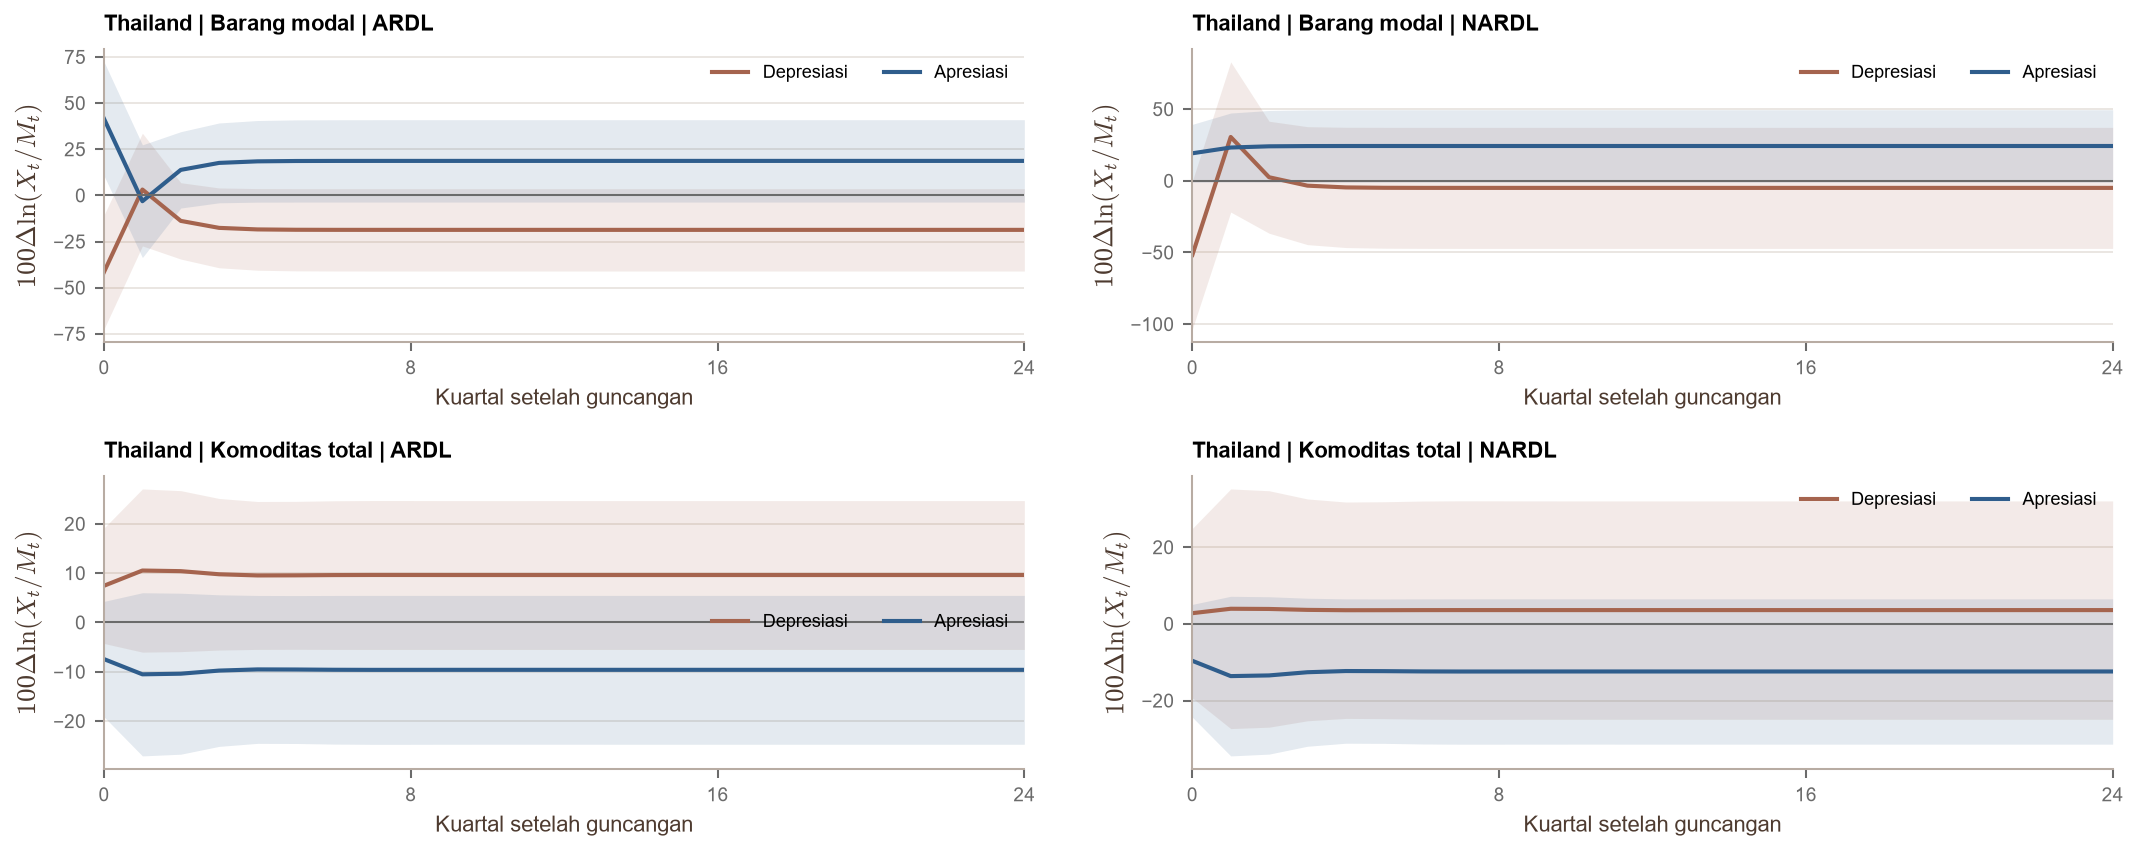 Thailand | Barang modal | ARDL
75
50
25
0
−25
−50
−75
100Δln(Xₜ/Mₜ)
Depresiasi
Apresiasi
0 8 16 24
Kuartal setelah guncangan
Thailand | Barang modal | NARDL
50
0
−50
−100
100Δln(Xₜ/Mₜ)
Depresiasi
Apresiasi
0 8 16 24
Kuartal setelah guncangan
Thailand | Komoditas total | ARDL
20
10
0
−10
−20
100Δln(Xₜ/Mₜ)
Depresiasi
Apresiasi
0 8 16 24
Kuartal setelah guncangan
Thailand | Komoditas total | NARDL
20
0
−20
100Δln(Xₜ/Mₜ)
Depresiasi
Apresiasi
0 8 16 24
Kuartal setelah guncangan